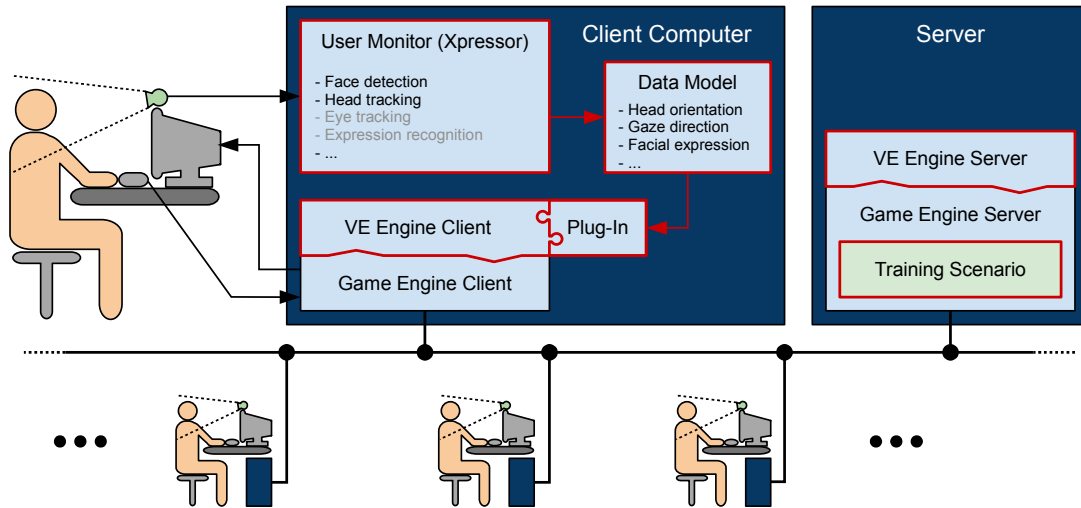 Client Computer
User Monitor (Xpressor)
- Face detection
- Head tracking
- Eye tracking
- Expression recognition
- ...
Data Model
- Head orientation
- Gaze direction
- Facial expression
- ...
VE Engine Client
Plug-In
Game Engine Client
Server
VE Engine Server
Game Engine Server
Training Scenario